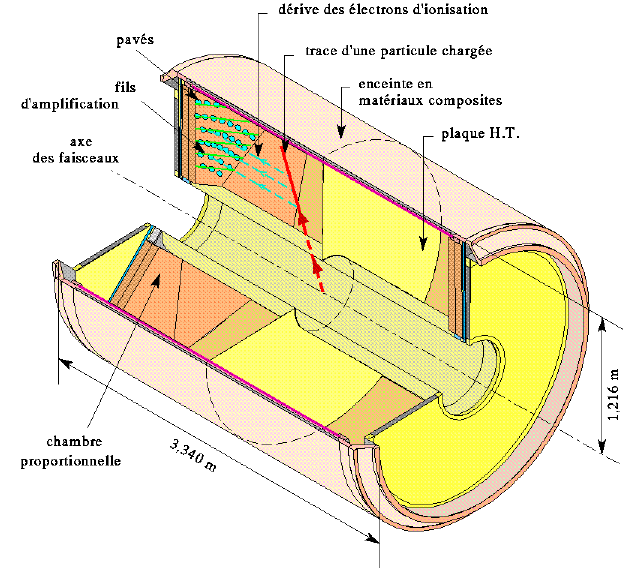 dérive des électrons d'ionisation
pavés
trace d'une particule chargée
fils
d'amplification
enceinte en
matériaux composites
axe
des faisceaux
plaque H.T.
1,216 m
chambre
proportionnelle
3,340 m